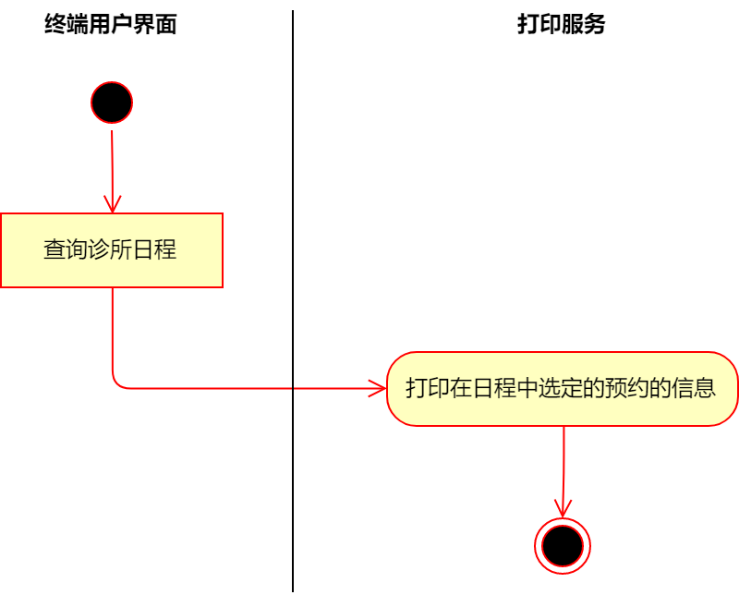 终端用户界面
打印服务
查询诊所日程
打印在日程中选定的预约的信息